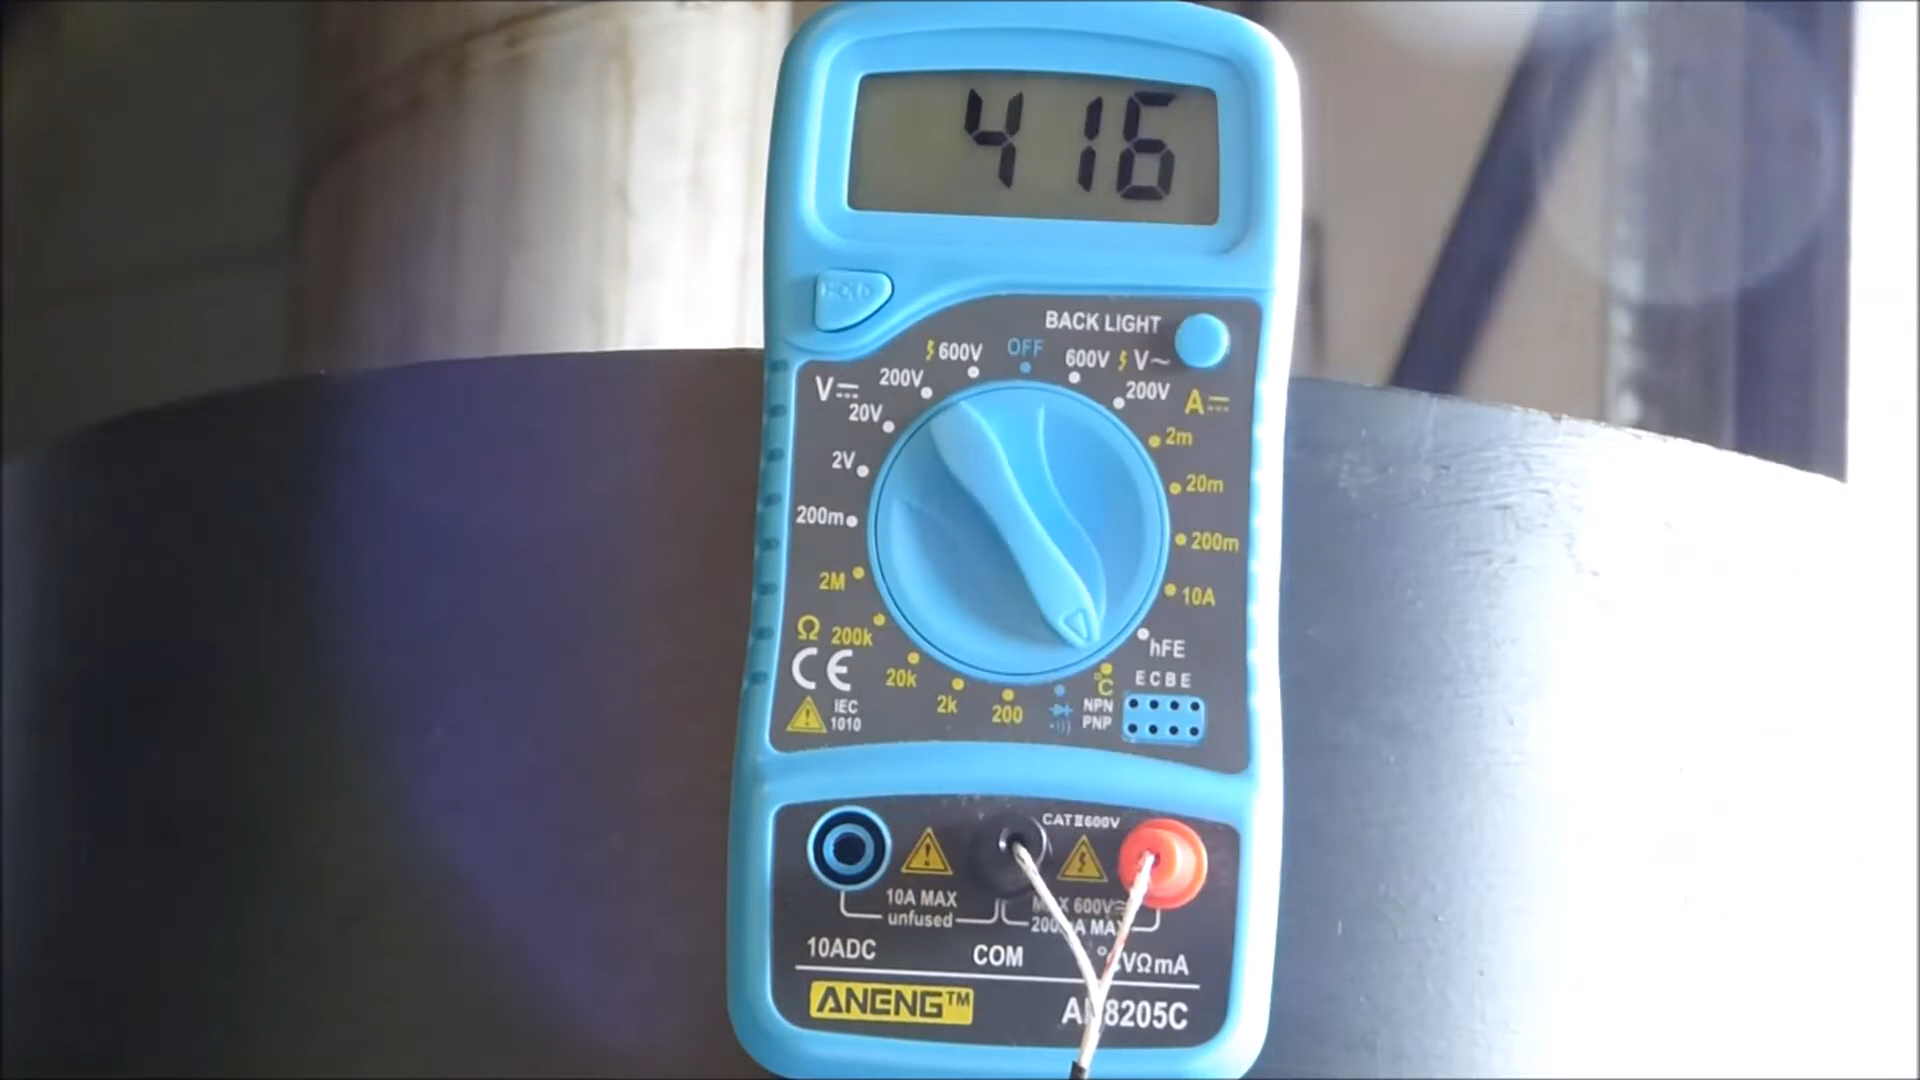 416
HOLD
BACK LIGHT
600V OFF 600V V~
V⎓ 200V 200V A⎓
20V 2m
2V 20m
200m 200m
2M 10A
Ω 200k hFE
CE 20k 2k 200 °C E C B E
IEC NPN
1010 PNP
CAT II 600V
10A MAX MAX 600V
unfused 200mA MAX
10ADC COM °CVΩmA
ANENG™ AN8205C